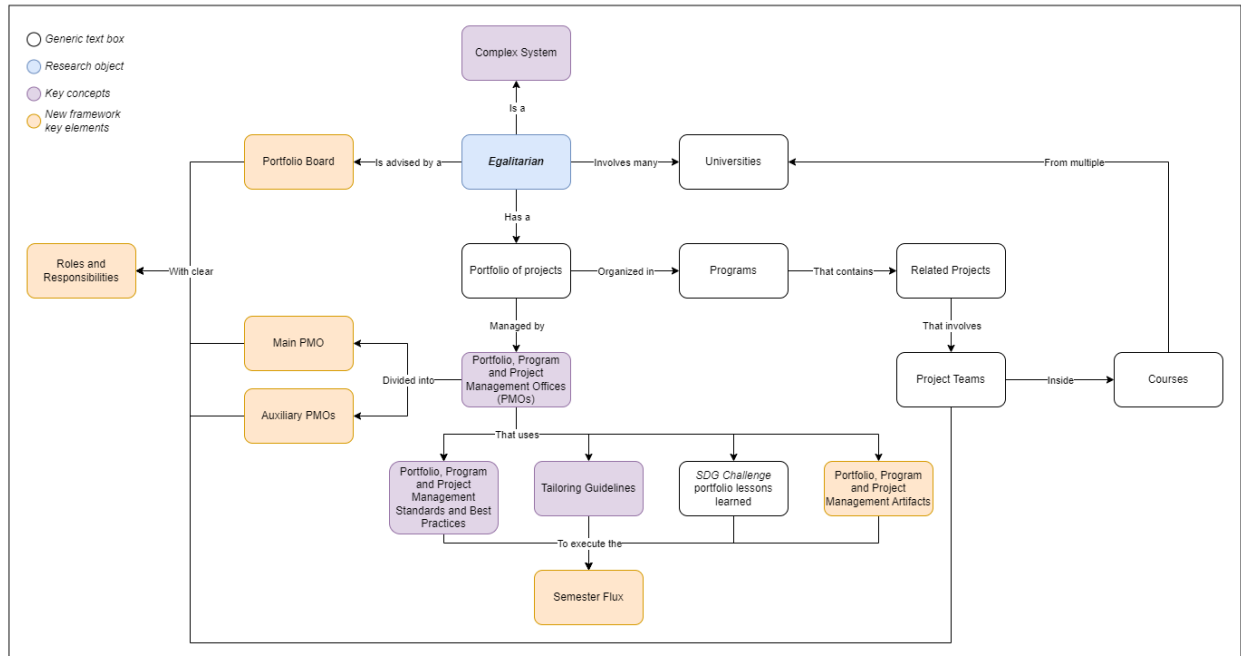 Generic text box
Research object
Key concepts
New framework
key elements
Complex System
Is a
Portfolio Board
Is advised by a
Egalitarian
Involves many
Universities
From multiple
Has a
Roles and
Responsibilities
With clear
Portfolio of projects
Organized in
Programs
That contains
Related Projects
Managed by
That involves
Main PMO
Divided into
Auxiliary PMOs
Portfolio, Program
and Project
Management Offices
(PMOs)
Project Teams
Inside
Courses
That uses
Portfolio, Program
and Project
Management
Standards and Best
Practices
Tailoring Guidelines
SDG Challenge
portfolio lessons
learned
Portfolio, Program
and Project
Management Artifacts
To execute the
Semester Flux